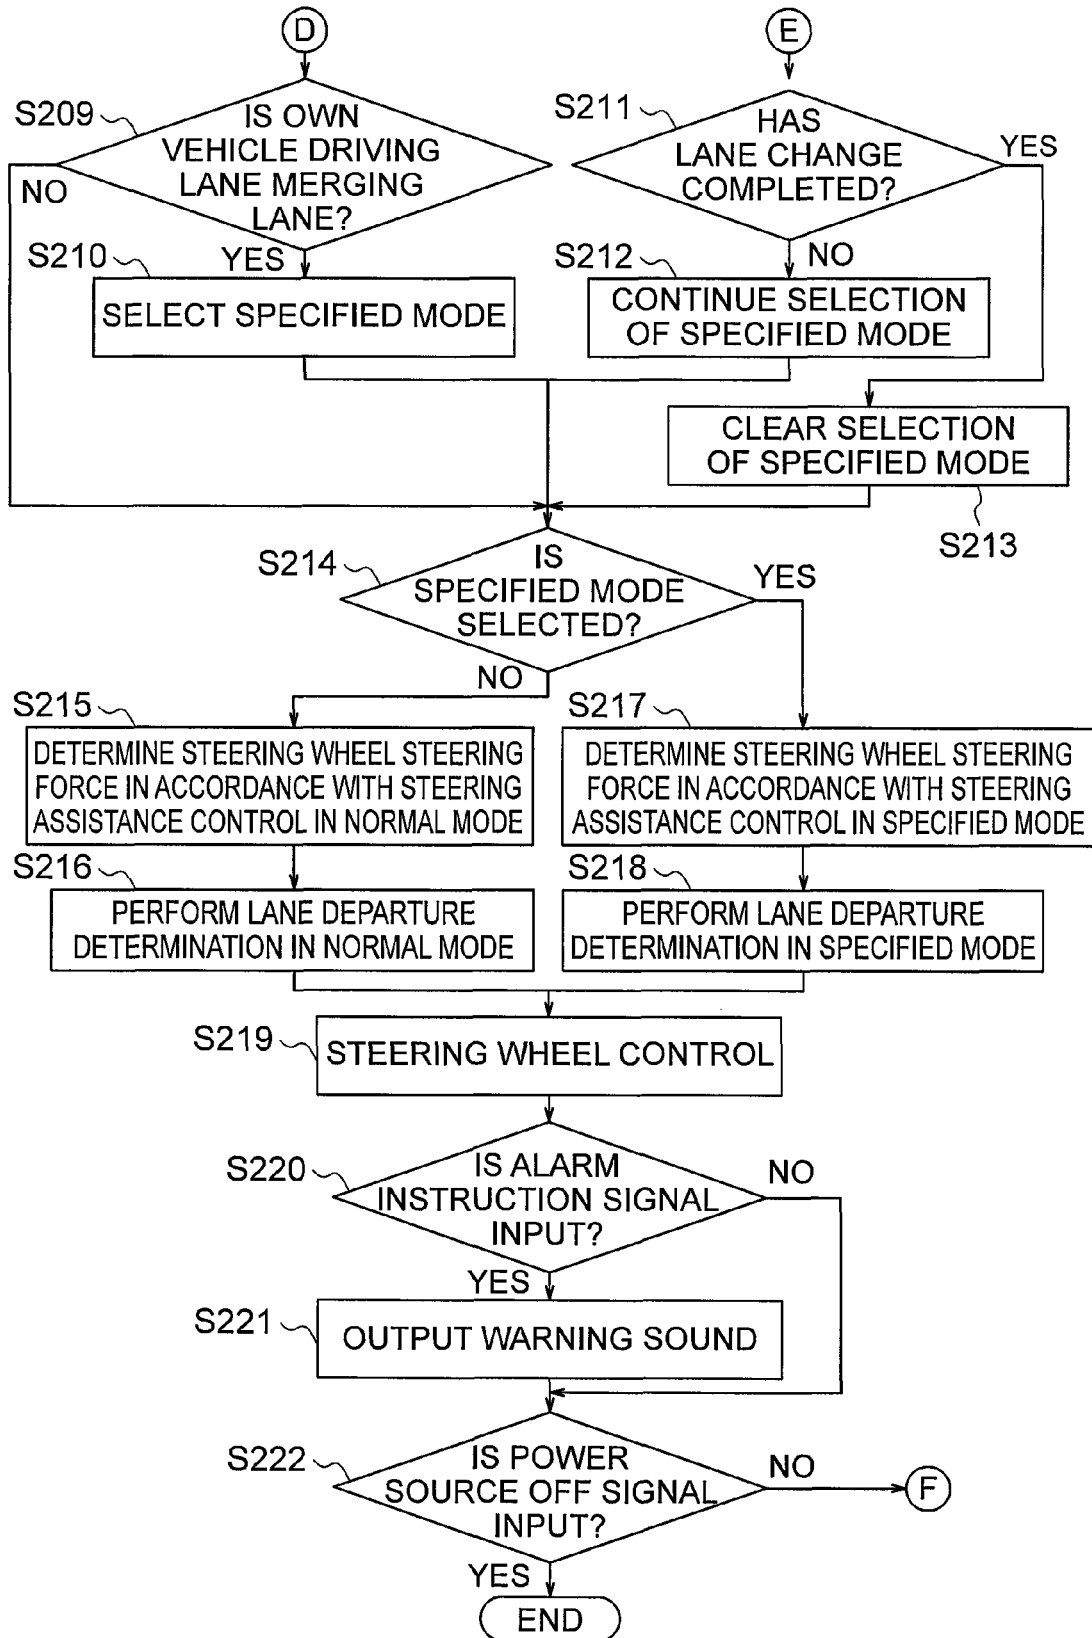 D
E
S209
IS OWN
VEHICLE DRIVING
LANE MERGING
LANE?
NO
YES
S210
SELECT SPECIFIED MODE
S211
HAS
LANE CHANGE
COMPLETED?
YES
NO
S212
CONTINUE SELECTION
OF SPECIFIED MODE
CLEAR SELECTION
OF SPECIFIED MODE
S213
S214
IS
SPECIFIED MODE
SELECTED?
YES
NO
S215
DETERMINE STEERING WHEEL STEERING
FORCE IN ACCORDANCE WITH STEERING
ASSISTANCE CONTROL IN NORMAL MODE
S217
DETERMINE STEERING WHEEL STEERING
FORCE IN ACCORDANCE WITH STEERING
ASSISTANCE CONTROL IN SPECIFIED MODE
S216
PERFORM LANE DEPARTURE
DETERMINATION IN NORMAL MODE
S218
PERFORM LANE DEPARTURE
DETERMINATION IN SPECIFIED MODE
S219
STEERING WHEEL CONTROL
S220
IS ALARM
INSTRUCTION SIGNAL
INPUT?
NO
YES
S221
OUTPUT WARNING SOUND
S222
IS POWER
SOURCE OFF SIGNAL
INPUT?
NO
F
YES
END